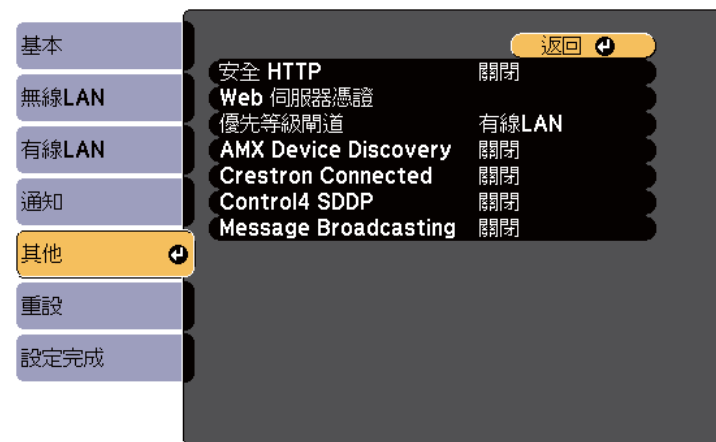 基本
無線LAN
有線LAN
通知
其他
重設
設定完成
返回
安全 HTTP 關閉
Web 伺服器憑證
優先等級閘道 有線LAN
AMX Device Discovery 關閉
Crestron Connected 關閉
Control4 SDDP 關閉
Message Broadcasting 關閉